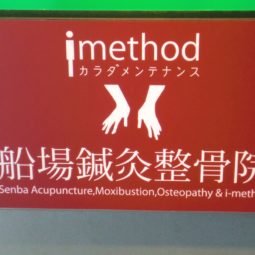 i method
カラダメンテナンス
船場鍼灸整骨院
Senba Acupuncture,Moxibustion,Osteopathy & i-meth